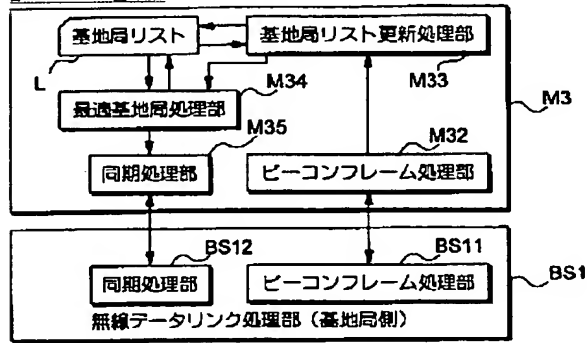 基地局リスト
基地局リスト更新処理部
L
M33
M34
M3
最適基地局処理部
M35
M32
同期処理部
ビーコンフレーム処理部
BS12
BS11
BS1
同期処理部
ビーコンフレーム処理部
無線データリンク処理部（基地局側）